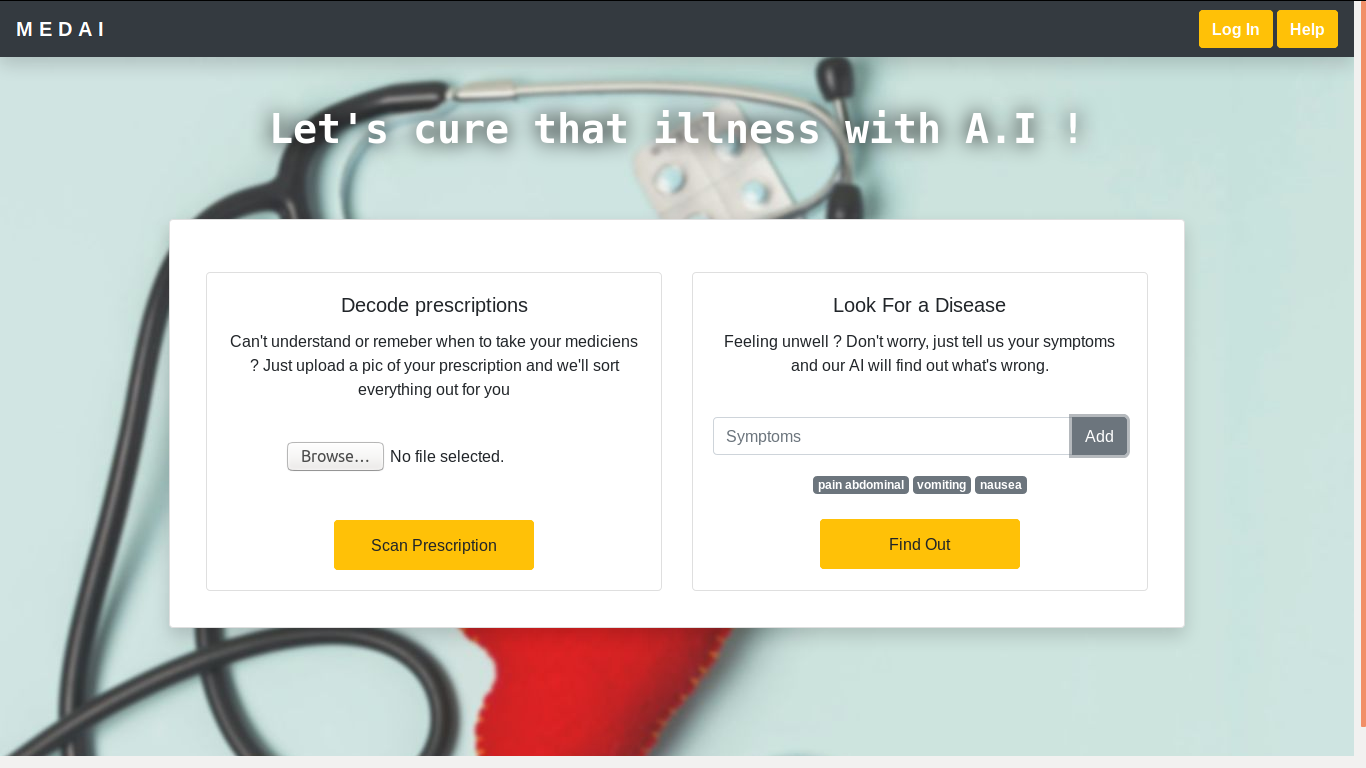 MEDAI
Log In
Help
Let's cure that illness with A.I !
Decode prescriptions
Can't understand or remeber when to take your mediciens
? Just upload a pic of your prescription and we'll sort
everything out for you
Browse...
No file selected.
Scan Prescription
Look For a Disease
Feeling unwell ? Don't worry, just tell us your symptoms
and our AI will find out what's wrong.
Symptoms
Add
pain abdominal
vomiting
nausea
Find Out